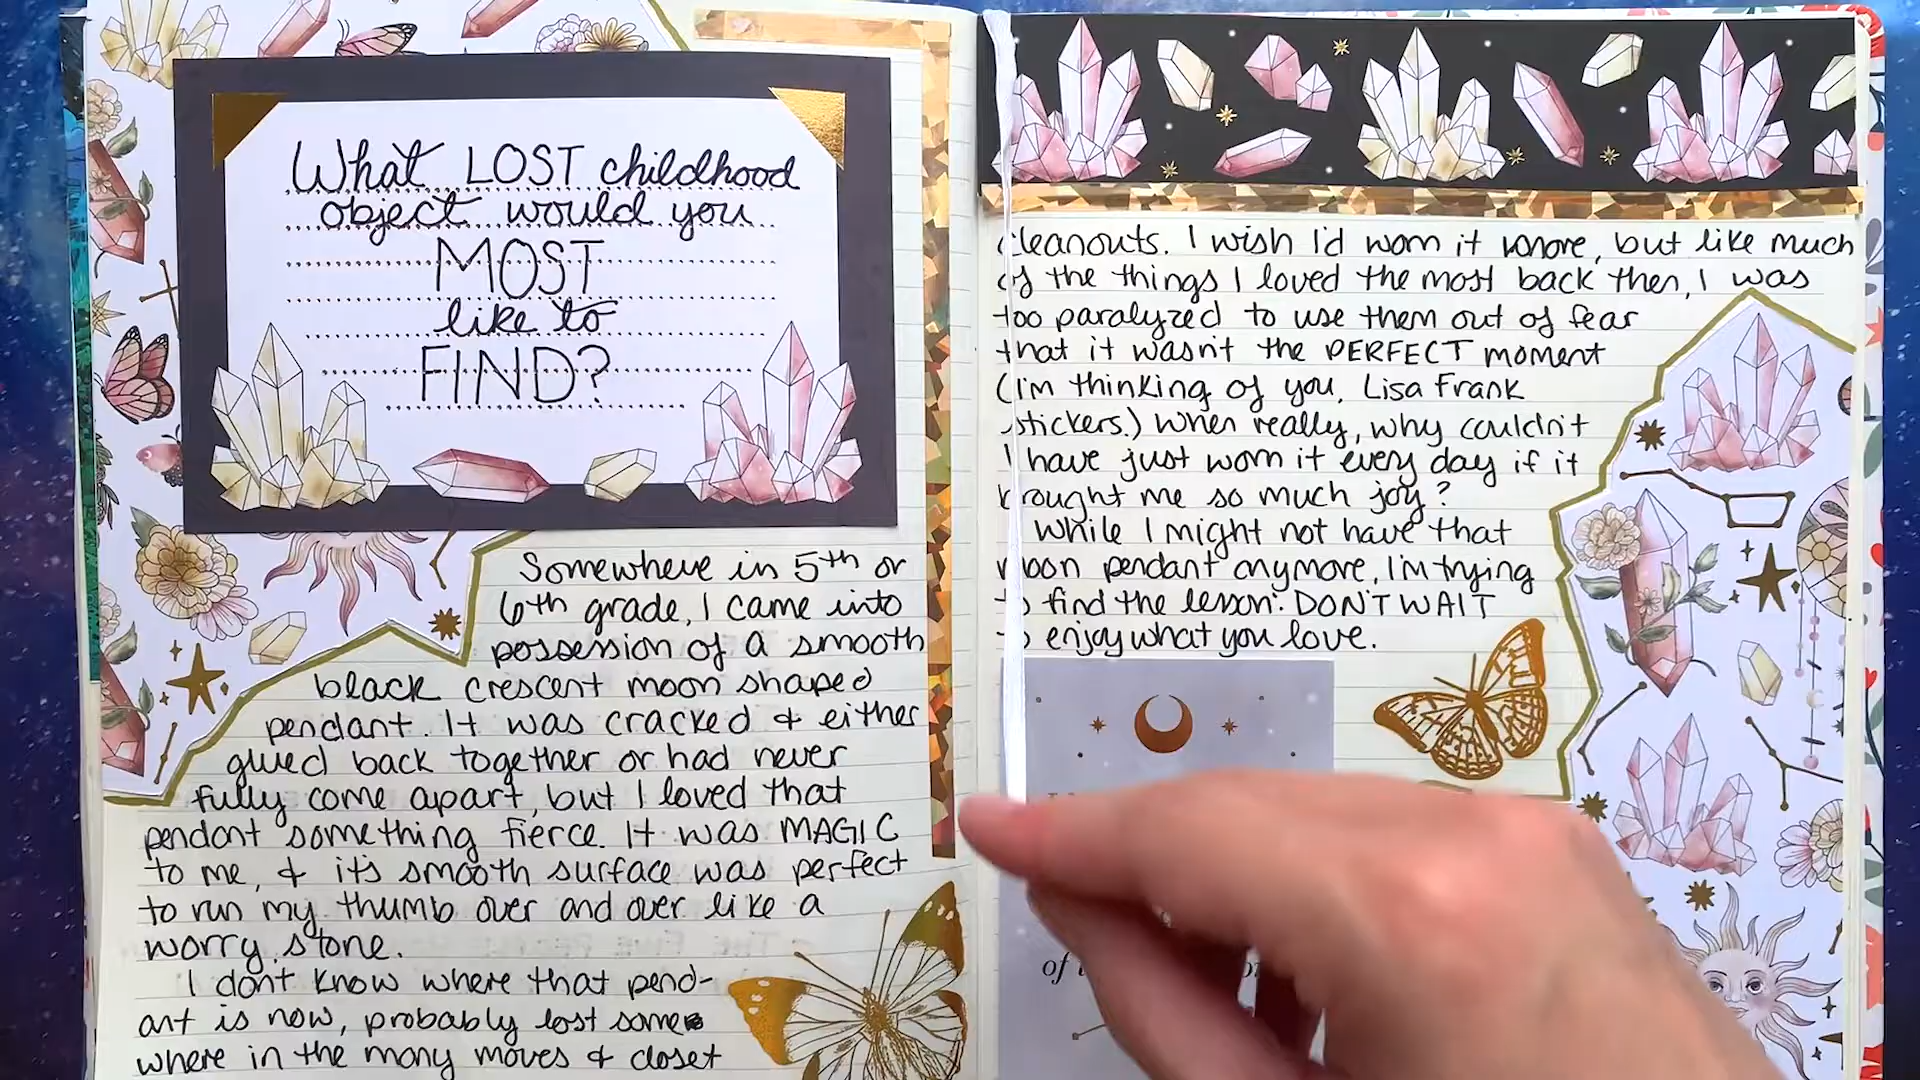 What LOST childhood
object would you
MOST
like to
FIND?
Somewhere in 5th or
6th grade, I came into
possession of a smooth
black crescent moon shaped
pendant. It was cracked & either
glued back together or had never
fully come apart, but I loved that
pendant something fierce. It was MAGIC
to me, & it's smooth surface was perfect
to run my thumb over and over like a
worry stone.
I don't know where that pend-
ant is now, probably lost some
where in the many moves & closet
cleanouts. I wish I'd worn it more, but like much
of the things I loved the most back then, I was
too paralyzed to use them out of fear
that it wasn't the PERFECT moment
(I'm thinking of you, Lisa Frank
stickers.) When really, why couldn't
I have just worn it every day if it
brought me so much joy?
While I might not have that
moon pendant anymore, I'm trying
to find the lesson: DON'T WAIT
to enjoy what you love.
of